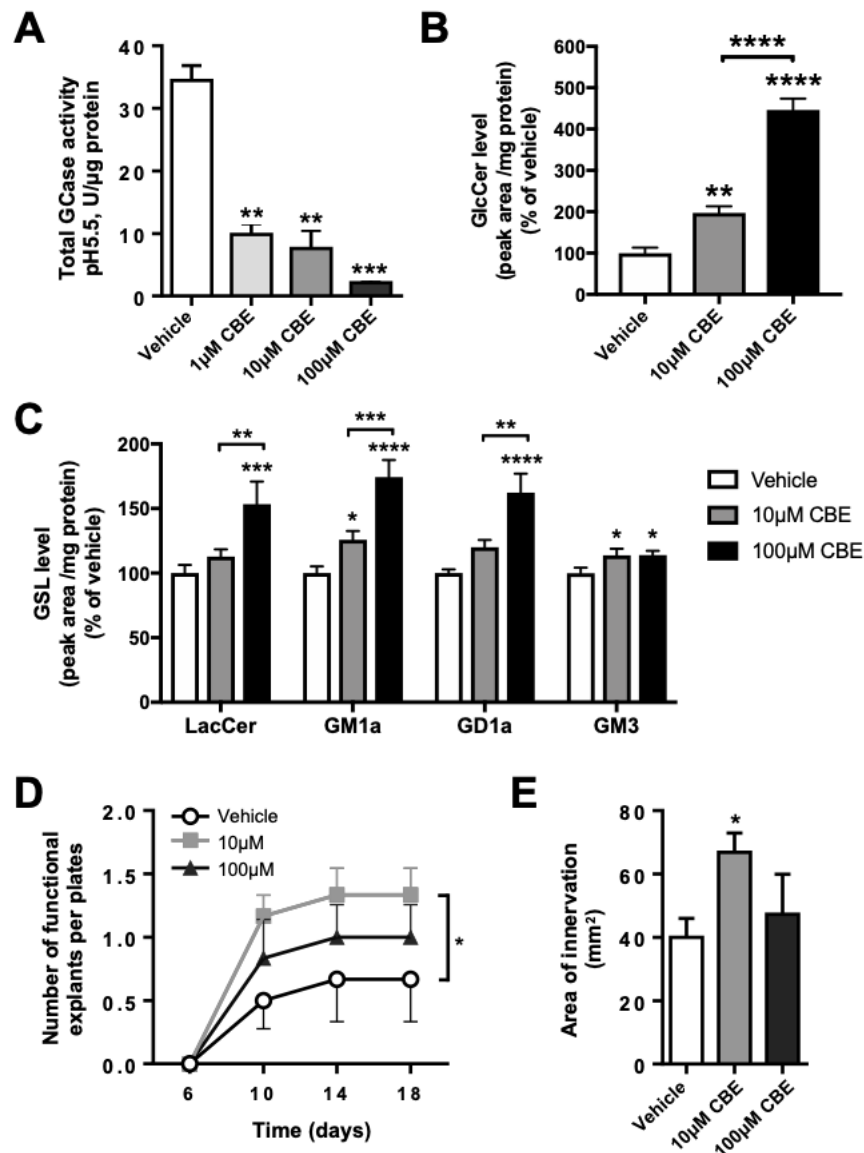 A
Total GCase activity
pH5.5, U/µg protein
40
30
20
10
0
**
**
***
Vehicle
1µM CBE
10µM CBE
100µM CBE
B
GlcCer level
(peak area /mg protein)
(% of vehicle)
600
500
400
300
200
100
0
****
****
**
Vehicle
10µM CBE
100µM CBE
C
GSL level
(peak area /mg protein)
(% of vehicle)
200
150
100
50
0
**
***
***
****
*
**
****
*
*
LacCer
GM1a
GD1a
GM3
Vehicle
10µM CBE
100µM CBE
D
Number of functional
explants per plates
2.0
1.5
1.0
0.5
0.0
Vehicle
10µM
100µM
*
6
10
14
18
Time (days)
E
Area of innervation
(mm²)
80
60
40
20
0
*
Vehicle
10µM CBE
100µM CBE